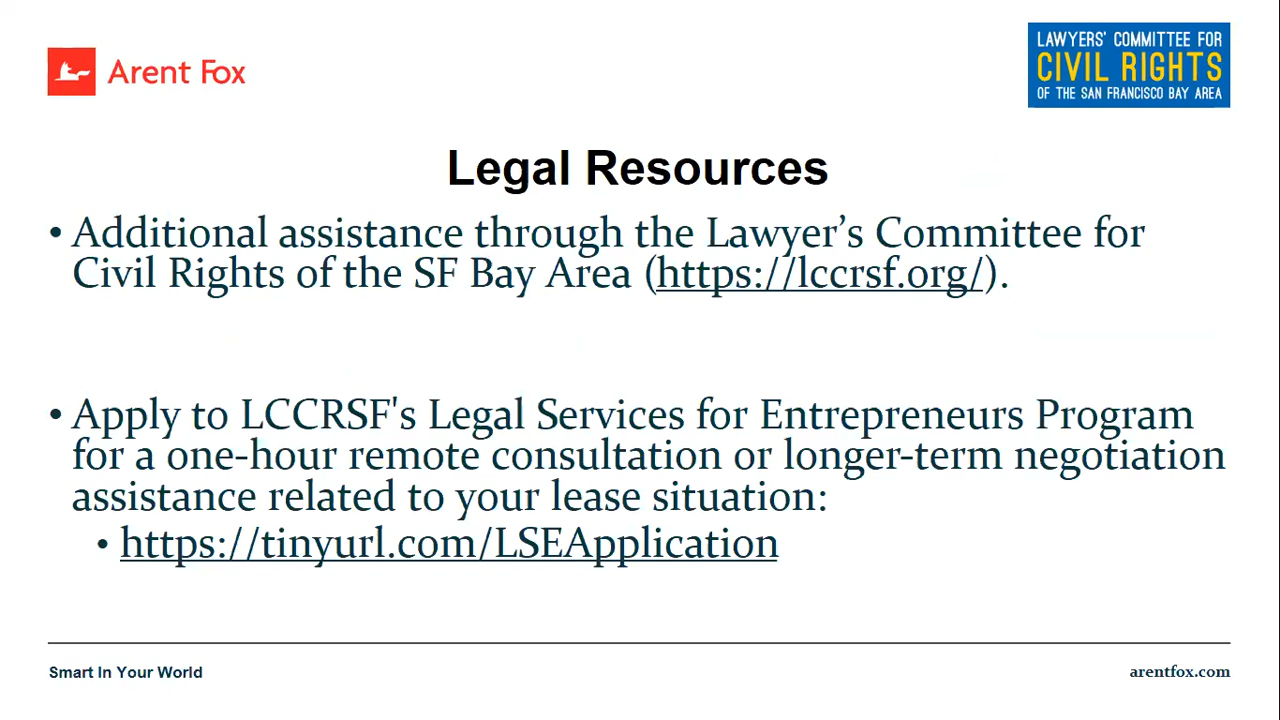 Arent Fox
LAWYERS' COMMITTEE FOR
CIVIL RIGHTS
OF THE SAN FRANCISCO BAY AREA
Legal Resources
• Additional assistance through the Lawyer’s Committee for
Civil Rights of the SF Bay Area (https://lccrsf.org/).
• Apply to LCCRSF's Legal Services for Entrepreneurs Program
for a one-hour remote consultation or longer-term negotiation
assistance related to your lease situation:
• https://tinyurl.com/LSEApplication
Smart In Your World
arentfox.com